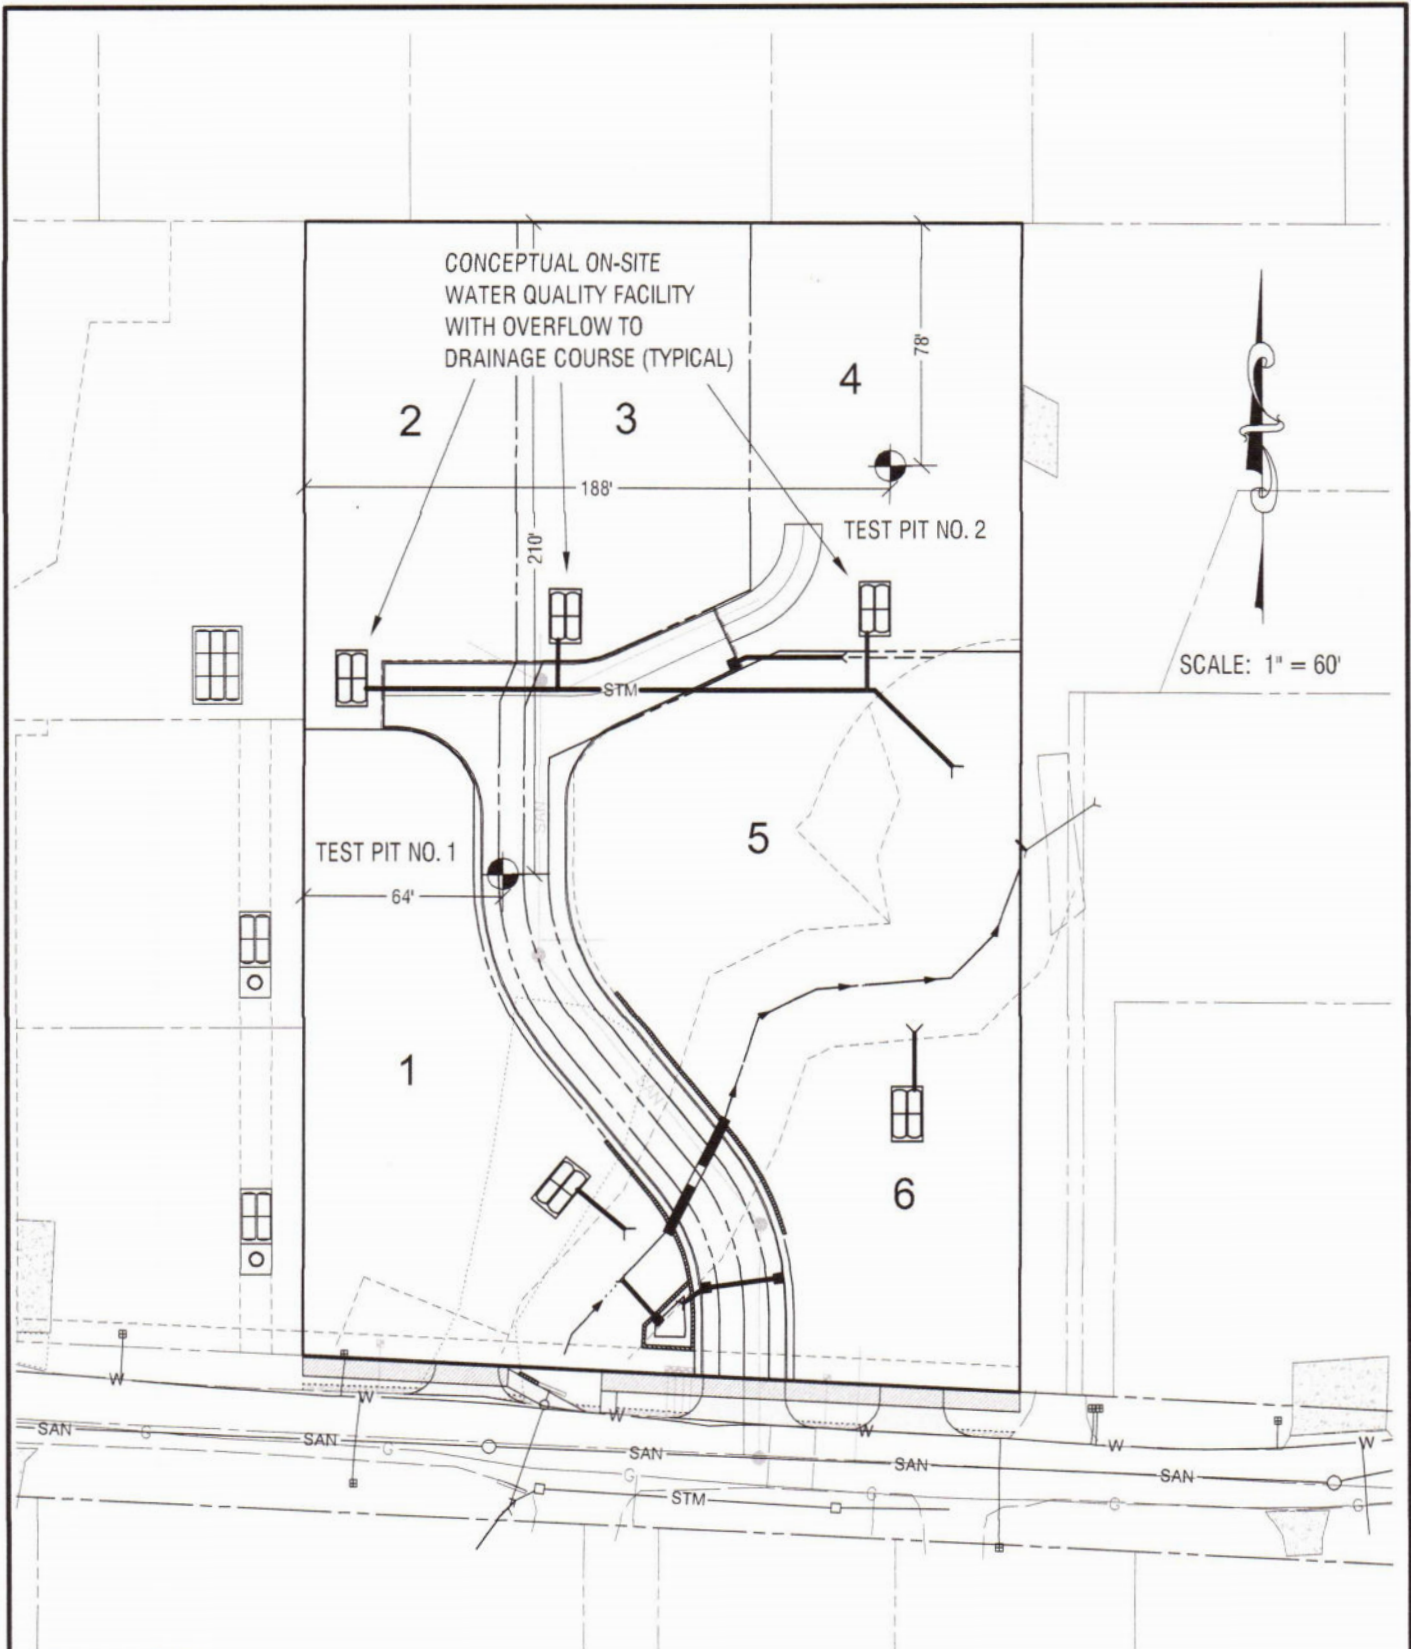 CONCEPTUAL ON-SITE
WATER QUALITY FACILITY
WITH OVERFLOW TO
DRAINAGE COURSE (TYPICAL)
78'
4
2
3
188'
TEST PIT NO. 2
210'
SCALE: 1" = 60'
STM
SAN
5
TEST PIT NO. 1
64'
1
SAN
6
W
W
W
W
W
W
SAN
G
SAN
G
SAN
G
SAN
G
SAN
G
G
STM